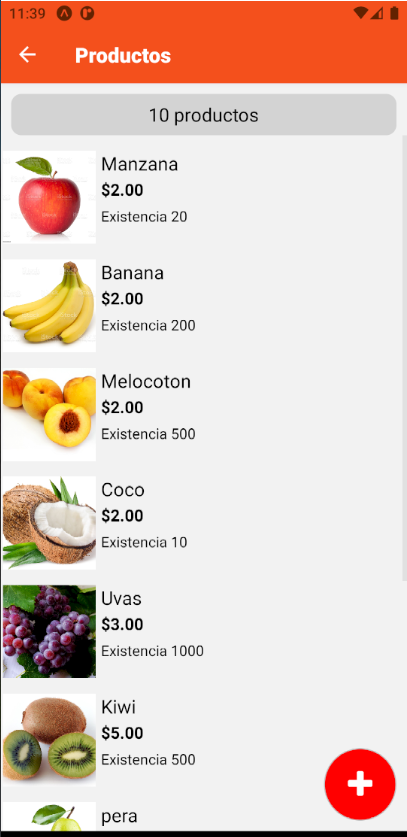 11:39
Productos
10 productos
Manzana
$2.00
Existencia 20
Banana
$2.00
Existencia 200
Melocoton
$2.00
Existencia 500
Coco
$2.00
Existencia 10
Uvas
$3.00
Existencia 1000
Kiwi
$5.00
Existencia 500
pera